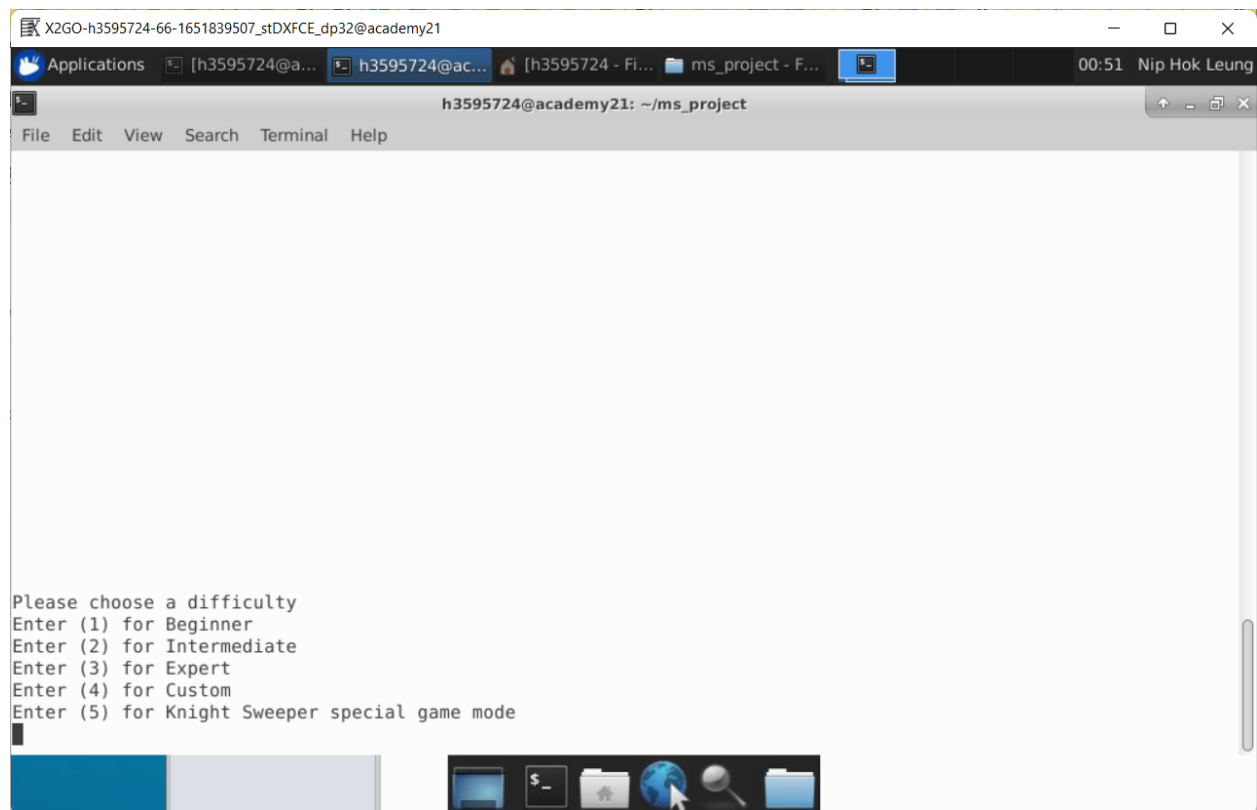 X2GO-h3595724-66-1651839507_stDXFCE_dp32@academy21
Applications [h3595724@a... h3595724@ac... [h3595724 - Fi... ms_project - F... 00:51 Nip Hok Leung
h3595724@academy21: ~/ms_project
File Edit View Search Terminal Help
Please choose a difficulty
Enter (1) for Beginner
Enter (2) for Intermediate
Enter (3) for Expert
Enter (4) for Custom
Enter (5) for Knight Sweeper special game mode